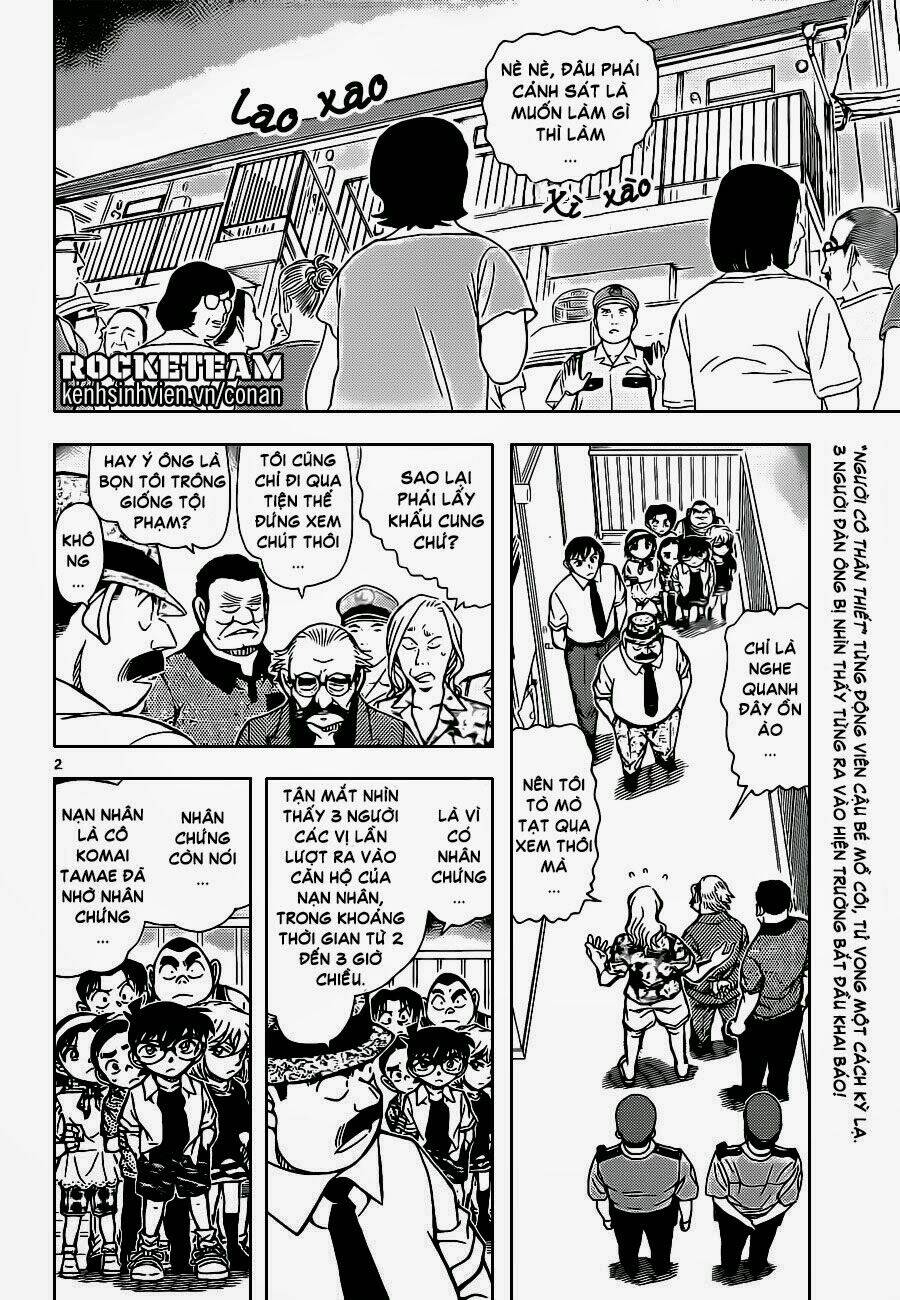 NÈ NÈ, ĐÂU PHẢI
CẢNH SÁT LÀ
MUỐN LÀM GÌ
THÌ LÀM
...
LAO XAO
XÌ XÀO
ROCKETEAM
kenhsinhvien.vn/conan
"NGƯỜI CÔ THÂN THIẾT" TỪNG ĐỘNG VIÊN CẬU BÉ MỒ CÔI, TỬ VONG MỘT CÁCH KỲ LẠ.
3 NGƯỜI ĐÀN ÔNG BỊ NHÌN THẤY TỪNG RA VÀO HIỆN TRƯỜNG BẮT ĐẦU KHAI BÁO!
CHỈ LÀ
NGHE
QUANH
ĐÂY ỒN
ÀO
...
NÊN TÔI
TÒ MÒ
TẠT QUA
XEM THÔI
MÀ
...
SAO LẠI
PHẢI LẤY
KHẨU CUNG
CHỨ?
TÔI CŨNG
CHỈ ĐI QUA
TIỆN THỂ
ĐỨNG XEM
CHÚT THÔI
...
HAY Ý ÔNG LÀ
BỌN TÔI TRÔNG
GIỐNG TỘI
PHẠM?
KHÔ
NG
...
2
LÀ VÌ
CÓ
NHÂN
CHỨNG
...
TẬN MẮT NHÌN
THẤY 3 NGƯỜI
CÁC VỊ LẦN
LƯỢT RA VÀO
CĂN HỘ CỦA
NẠN NHÂN,
TRONG KHOẢNG
THỜI GIAN TỪ 2
ĐẾN 3 GIỜ
CHIỀU.
NHÂN
CHỨNG
CÒN NÓI
...
NẠN NHÂN
LÀ CÔ
KOMAI
TAMAE ĐÃ
NHỜ NHÂN
CHỨNG
...